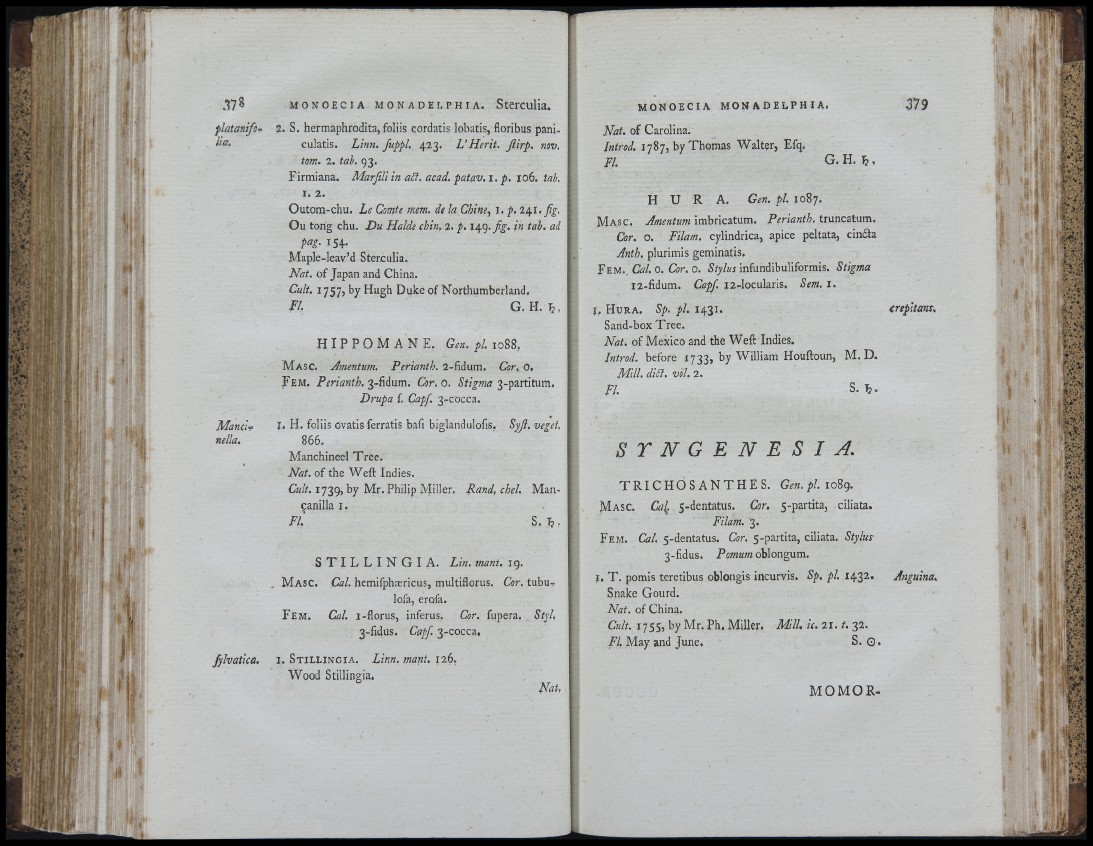 378 MONOECIA MONADELPHIA. Sterculia.
platanifo- 2. S. hermaphrodita, foliis cordatis lobatis, floribus pani-
lia. culatis. Linn. ſuppl. 423. L'Herit. ſtirp. nov.
tom. 2. tab. 93.
Firmiana. Marſili in act. acad. patav. 1. p. 106. tab.
1. 2.
Outom-chu. Le Comte mem. de la Chine, 1. p. 241. fig.
Ou tong chu. Du Halde chin. 2. p. 149. fig. in tab. ad
pag. 154.
Maple-leav'd Sterculia.
Nat. of Japan and China.
Cult. 1757, by Hugh Duke of Northumberland.
Fl. G. H. ♄.
HIPPOMANE. Gen. pl. 1088.
MASC. Amentum. Perianth. 2-fidum. Cor. 0.
FEM. Perianth. 3-fidum. Cor. 0. Stigma 3-partitum.
Drupa ſ. Capſ. 3-cocca.
Manci- 1. H. foliis ovatis ſerratis baſi biglanduloſis. Syſt. veget.
nella. 866.
Manchineel Tree.
Nat. of the Weſt Indies.
Cult. 1739, by Mr. Philip Miller. Rand, chel. Man-
çanilla 1.
Fl. S. ♄.
STILLINGIA. Lin. mant. 19.
MASC. Cal. hemiſphæricus, multiflorus. Cor. tubu-
loſa, eroſa.
FEM. Cal. 1-florus, inferus. Cor. ſupera. Styl.
3-fidus. Capſ. 3-cocca.
ſylvatica. 1. STILLINGIA. Linn. mant. 126.
Wood Stillingia.
Nat.
MONOECIA MONADELPHIA. 379
Nat. of Carolina.
Introd. 1787, by Thomas Walter, Eſq.
Fl. G. H. ♄.
HURA. Gen. pl. 1087.
MASC. Amentum imbricatum. Perianth. truncatum.
Cor. 0. Filam. cylindrica, apice peltata, cincta
Anth. plurimis geminatis.
FEM. Cal. 0. Cor. 0. Stylus infundibuliformis. Stigma
12-fidum. Capſ. 12-locularis. Sem. 1.
1. HURA. Sp. pl. 1431. crepitans.
Sand-box Tree.
Nat. of Mexico and the Weſt Indies.
Introd. before 1733, by William Houſtoun, M. D.
Mill. dict. vol. 2.
Fl. S. ♄.
SYNGENESIA.
TRICHOSANTHES. Gen. pl. 1089.
MASC. Cal. 5-dentatus. Cor. 5-partita, ciliata.
Filam. 3.
FEM. Cal. 5-dentatus. Cor. 5-partita, ciliata. Stylus
3-fidus. Pomum oblongum.
1. T. pomis teretibus oblongis incurvis. Sp. pl. 1432. Anguina.
Snake Gourd.
Nat. of China.
Cult. 1755, by Mr. Ph. Miller. Mill. ic. 21. t. 32.
Fl. May and June. S. ☉.
MOMOR-